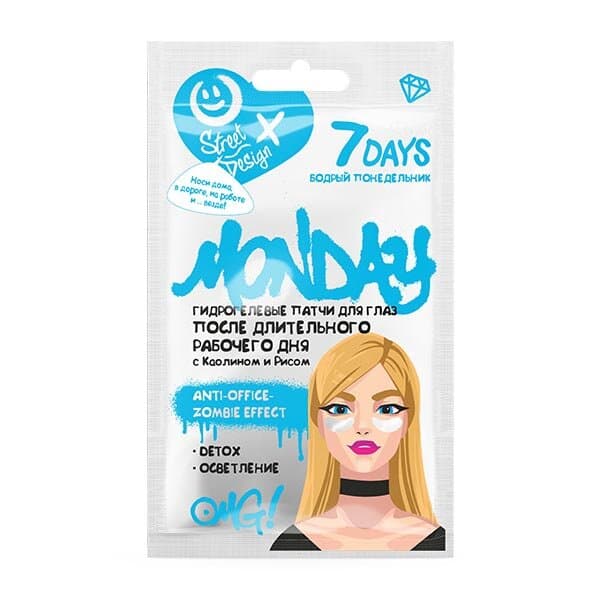 Street
Design
X
Носи дома,
в дороге, на работе
и ... везде!
7DAYS
БОДРЫЙ ПОНЕДЕЛЬНИК
MONDAY
ГИДРОГЕЛЕВЫЕ ПАТЧИ ДЛЯ ГЛАЗ
ПОСЛЕ ДЛИТЕЛЬНОГО
РАБОЧЕГО ДНЯ
с Каолином и Рисом
ANTI-OFFICE-
ZOMBIE EFFECT
· DETOX
· ОСВЕТЛЕНИЕ
OMG!